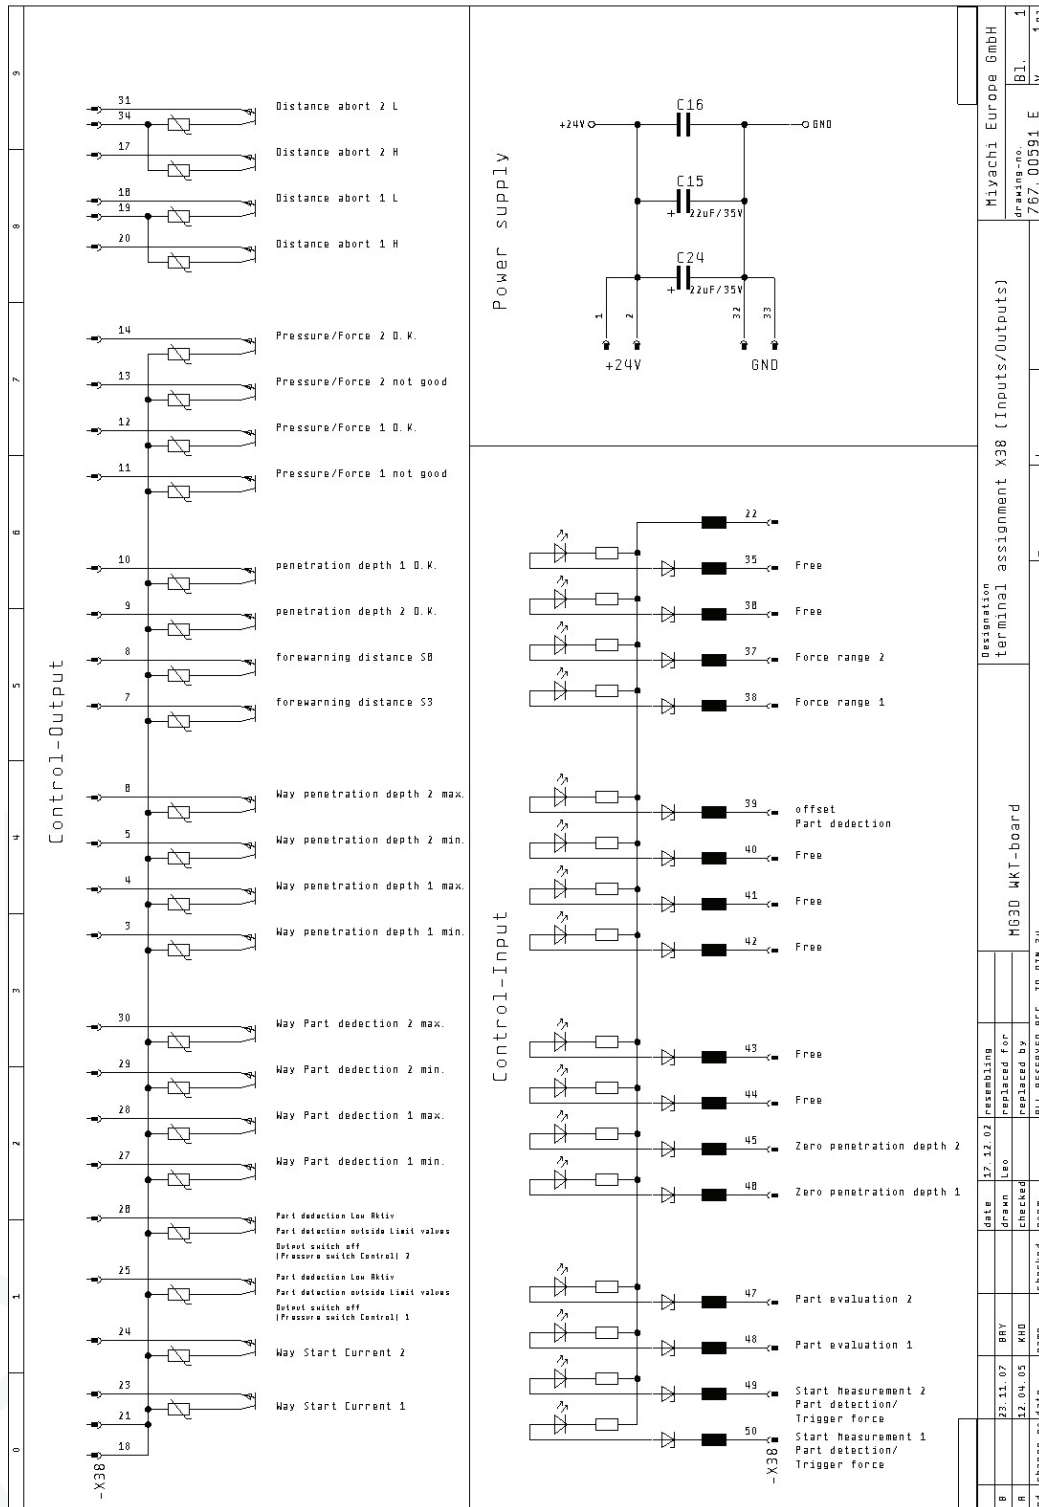 31
Distance abort 2 L
34
17
Distance abort 2 H
18
Distance abort 1 L
19
20
Distance abort 1 H
14
Pressure/Force 2 O.K.
13
Pressure/Force 2 not good
12
Pressure/Force 1 O.K.
11
Pressure/Force 1 not good
10
penetration depth 1 O.K.
9
penetration depth 2 O.K.
8
forewarning distance S6
7
forewarning distance S3
Control-Output
6
Way penetration depth 2 max.
5
Way penetration depth 2 min.
4
Way penetration depth 1 max.
3
Way penetration depth 1 min.
30
Way Part dedection 2 max.
29
Way Part dedection 2 min.
28
Way Part dedection 1 max.
27
Way Part dedection 1 min.
26
Part dedection Low Aktiv
Part detection outside Limit values
Output switch off
(Pressure switch Control) 2
25
Part dedection Low Aktiv
Part detection outside Limit values
Output switch off
(Pressure switch Control) 1
24
Way Start Current 2
23
Way Start Current 1
21
18
-X38
Power supply
C16
+24V
GND
C15
+ 22uF/35V
C24
+ 22uF/35V
1
2
32
33
+24V
GND
Control-Input
22
35
Free
36
Free
37
Force range 2
38
Force range 1
39
offset
Part dedection
40
Free
41
Free
42
Free
43
Free
44
Free
45
Zero penetration depth 2
46
Zero penetration depth 1
47
Part evaluation 2
48
Part evaluation 1
49
Start Measurement 2
Part detection/
Trigger force
50
Start Measurement 1
Part detection/
Trigger force
-X38
0
1
2
3
4
5
6
7
8
9
Miyachi Europe GmbH
drawing-no.
767.00591 E
Bl. 1
Designation
terminal assignment X38 (Inputs/Outputs)
MG3D WKT-board
date 17.12.02 resembling
drawn Leo replaced for
checked replaced by
B 23.11.07 BRY
A 12.04.05 KHD